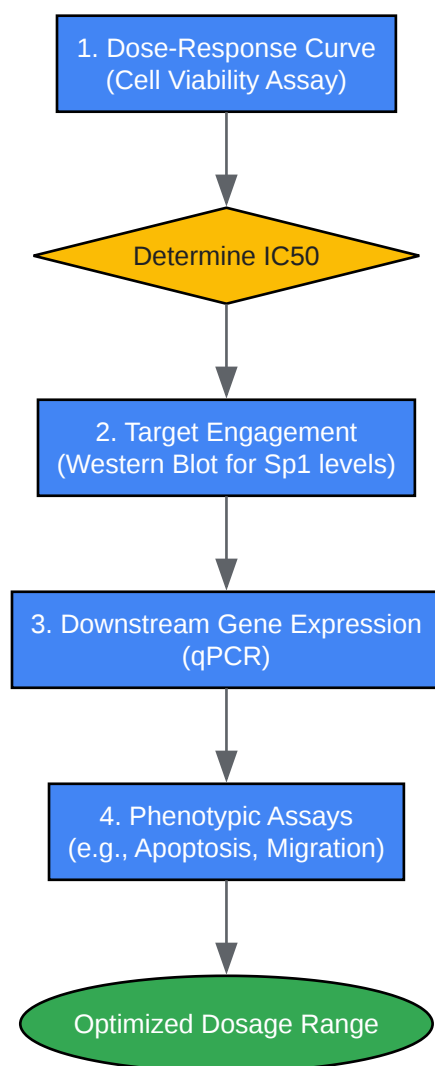 1. Dose-Response Curve
(Cell Viability Assay)
Determine IC50
2. Target Engagement
(Western Blot for Sp1 levels)
3. Downstream Gene Expression
(qPCR)
4. Phenotypic Assays
(e.g., Apoptosis, Migration)
Optimized Dosage Range